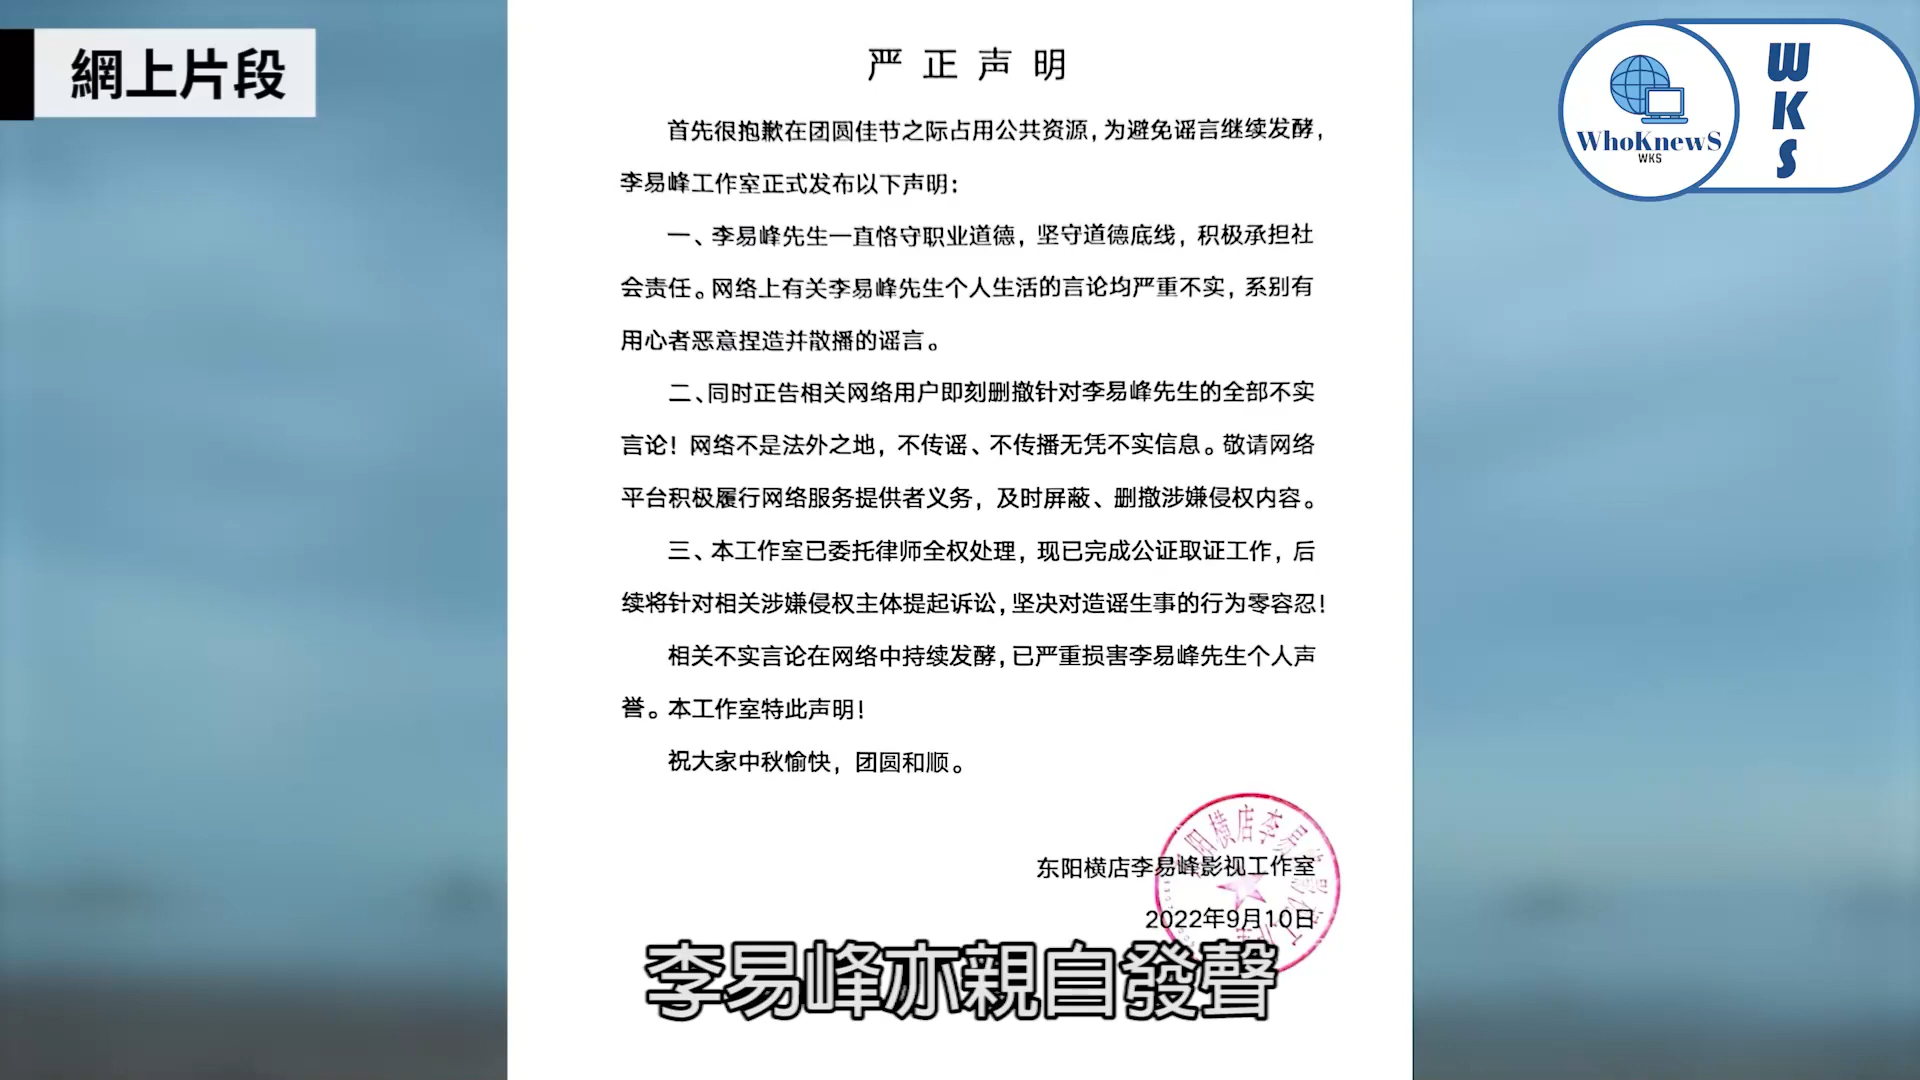 網上片段
严正声明
首先很抱歉在团圆佳节之际占用公共资源,为避免谣言继续发酵,
李易峰工作室正式发布以下声明:
一、李易峰先生一直恪守职业道德,坚守道德底线,积极承担社
会责任。网络上有关李易峰先生个人生活的言论均严重不实,系别有
用心者恶意捏造并散播的谣言。
二、同时正告相关网络用户即刻删撤针对李易峰先生的全部不实
言论!网络不是法外之地,不传谣、不传播无凭不实信息。敬请网络
平台积极履行网络服务提供者义务,及时屏蔽、删撤涉嫌侵权内容。
三、本工作室已委托律师全权处理,现已完成公证取证工作,后
续将针对相关涉嫌侵权主体提起诉讼,坚决对造谣生事的行为零容忍!
相关不实言论在网络中持续发酵,已严重损害李易峰先生个人声
誉。本工作室特此声明!
祝大家中秋愉快,团圆和顺。
东阳横店李易峰影视工作室
2022年9月10日
李易峰亦親自發聲
WhoKnewS
WKS
W
K
S